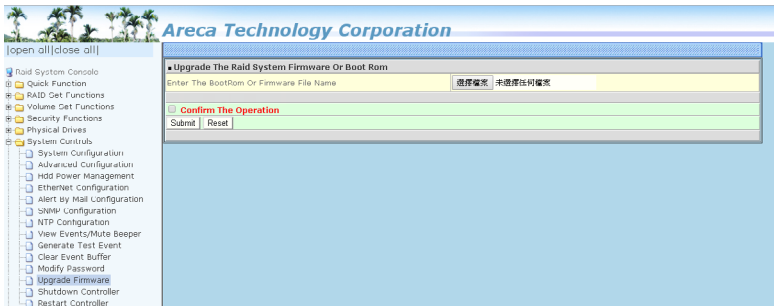 Areca Technology Corporation
|open all|close all|
Raid System Console
Quick Function
RAID Set Functions
Volume Set Functions
Security Functions
Physical Drives
System Controls
System Configuration
Advanced Configuration
Hdd Power Management
EtherNet Configuration
Alert By Mail Configuration
SNMP Configuration
NTP Configuration
View Events/Mute Beeper
Generate Test Event
Clear Event Buffer
Modify Password
Upgrade Firmware
Shutdown Controller
Restart Controller
Upgrade The Raid System Firmware Or Boot Rom
Enter The BootRom Or Firmware File Name 選擇檔案 未選擇任何檔案
Confirm The Operation
Submit Reset